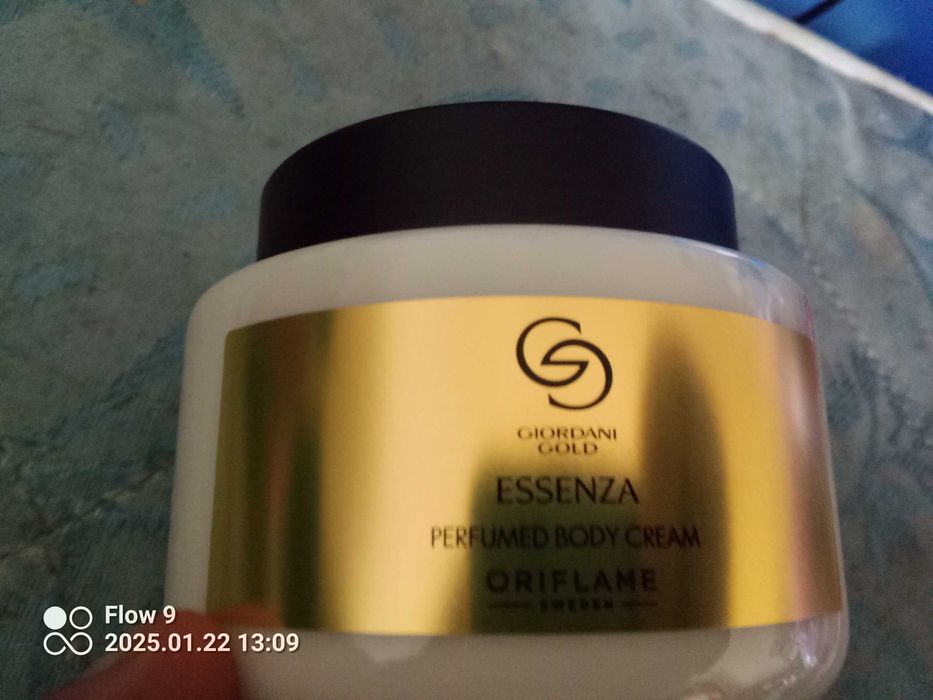 GIORDANI
GOLD
ESSENZA
PERFUMED BODY CREAM
ORIFLAME
SWEDEN
Flow 9
2025.01.22 13:09